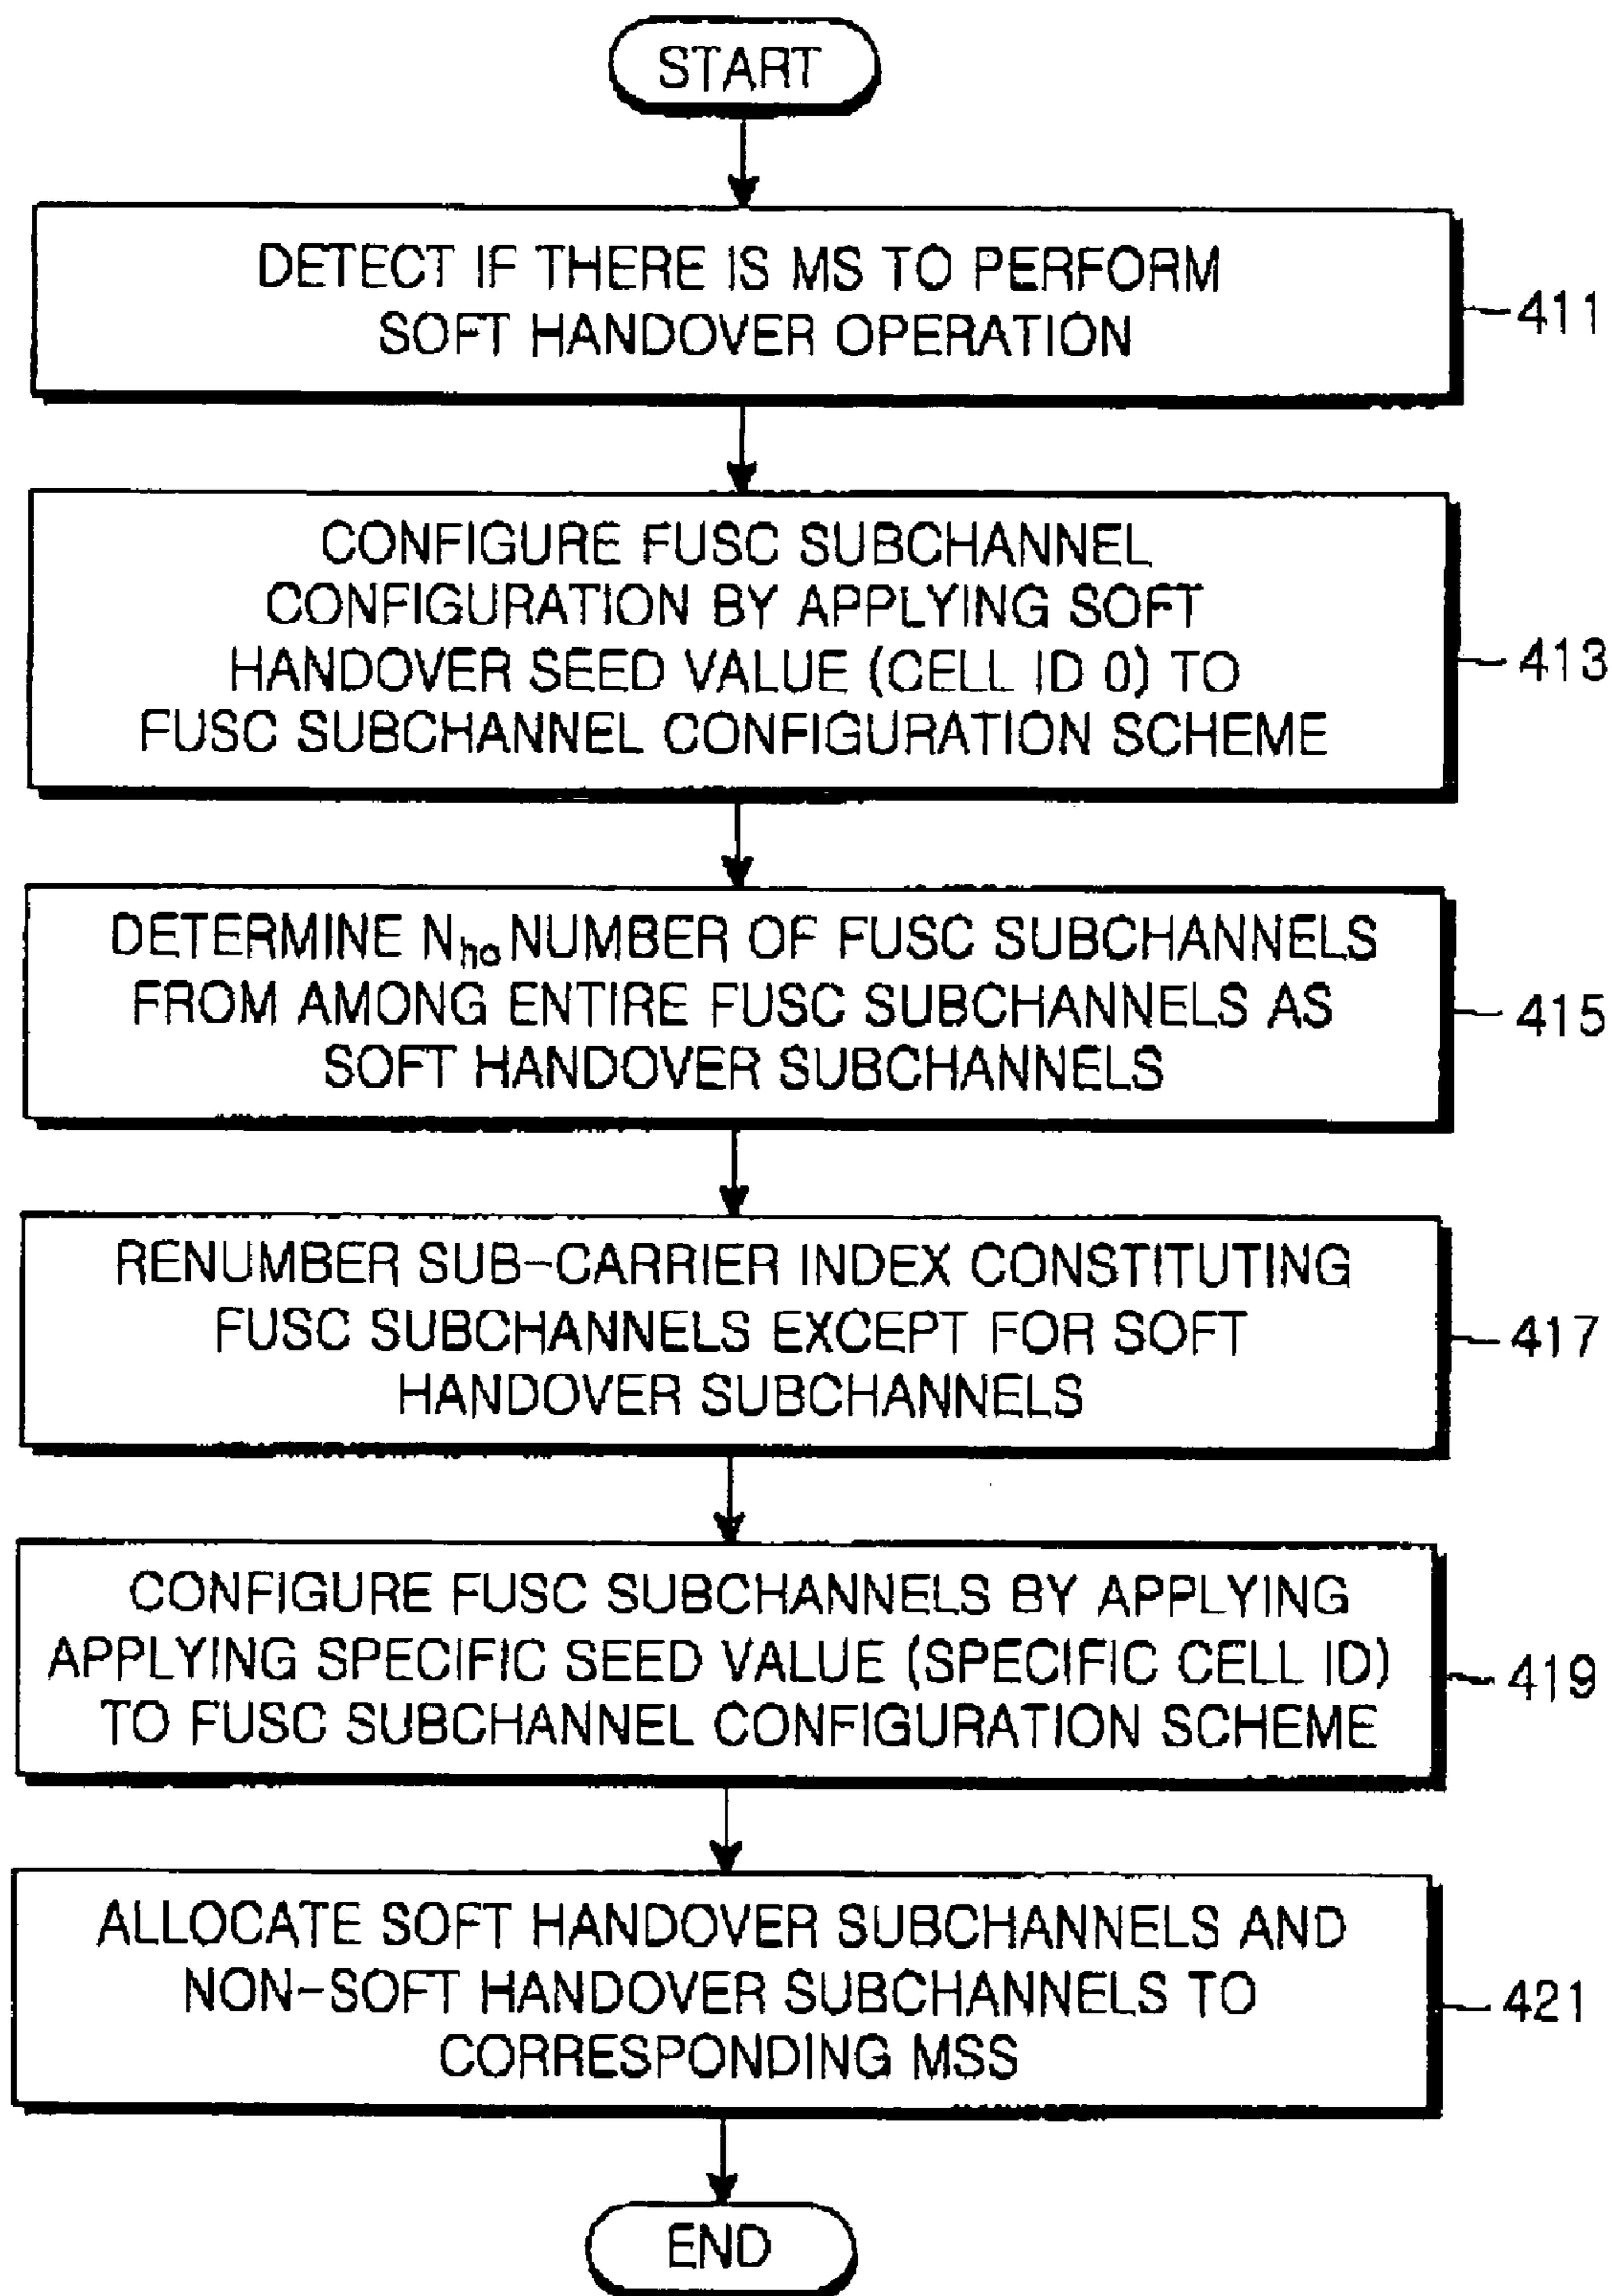 START
DETECT IF THERE IS MS TO PERFORM
SOFT HANDOVER OPERATION
411
CONFIGURE FUSC SUBCHANNEL
CONFIGURATION BY APPLYING SOFT
HANDOVER SEED VALUE (CELL ID 0) TO
FUSC SUBCHANNEL CONFIGURATION SCHEME
413
DETERMINE Nho NUMBER OF FUSC SUBCHANNELS
FROM AMONG ENTIRE FUSC SUBCHANNELS AS
SOFT HANDOVER SUBCHANNELS
415
RENUMBER SUB-CARRIER INDEX CONSTITUTING
FUSC SUBCHANNELS EXCEPT FOR SOFT
HANDOVER SUBCHANNELS
417
CONFIGURE FUSC SUBCHANNELS BY APPLYING
APPLYING SPECIFIC SEED VALUE (SPECIFIC CELL ID)
TO FUSC SUBCHANNEL CONFIGURATION SCHEME
419
ALLOCATE SOFT HANDOVER SUBCHANNELS AND
NON-SOFT HANDOVER SUBCHANNELS TO
CORRESPONDING MSS
421
END